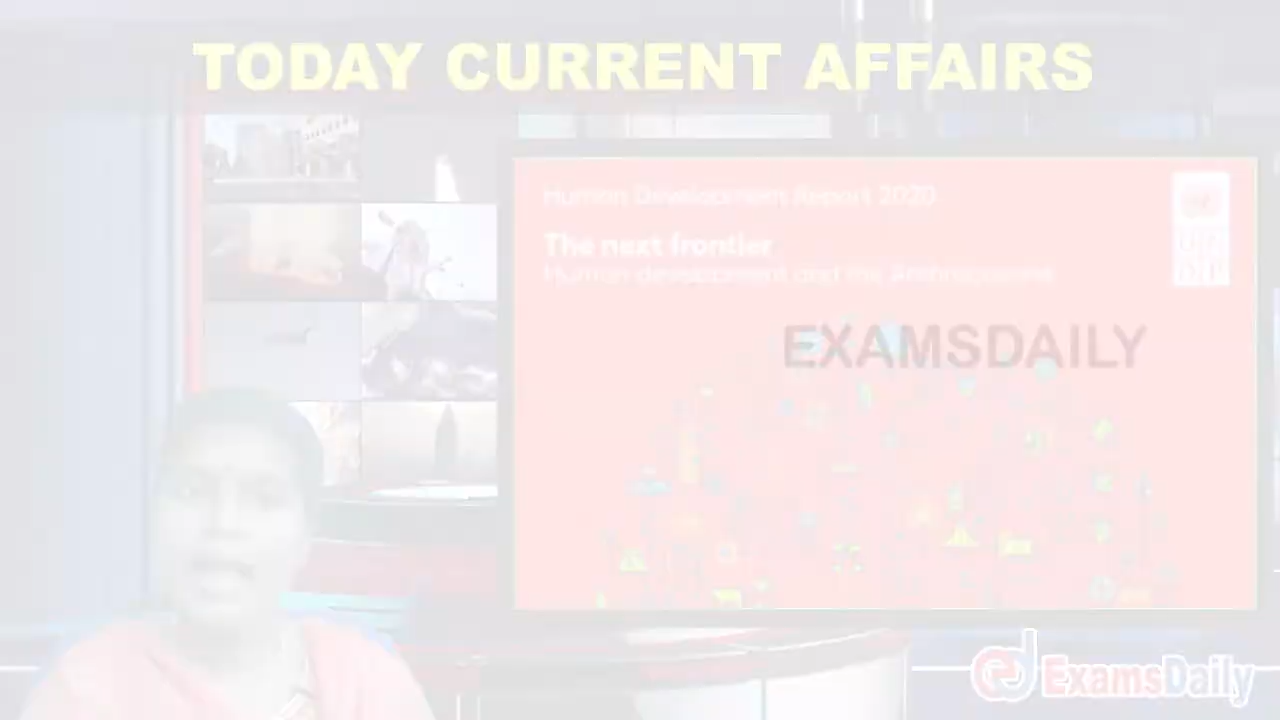 TODAY CURRENT AFFAIRS
Human Development Report 2020
The next frontier
Human development and the Anthropocene
EXAMSDAILY
ExamsDaily